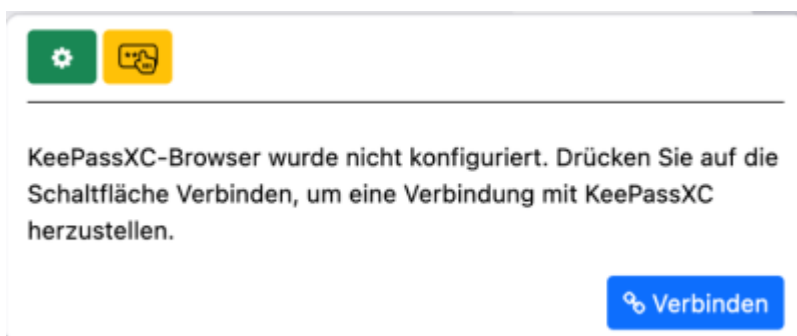 KeePassXC-Browser wurde nicht konfiguriert. Drücken Sie auf die
Schaltfläche Verbinden, um eine Verbindung mit KeePassXC
herzustellen.
Verbinden